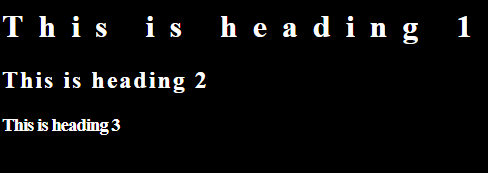 This is heading 1
This is heading 2
This is heading 3